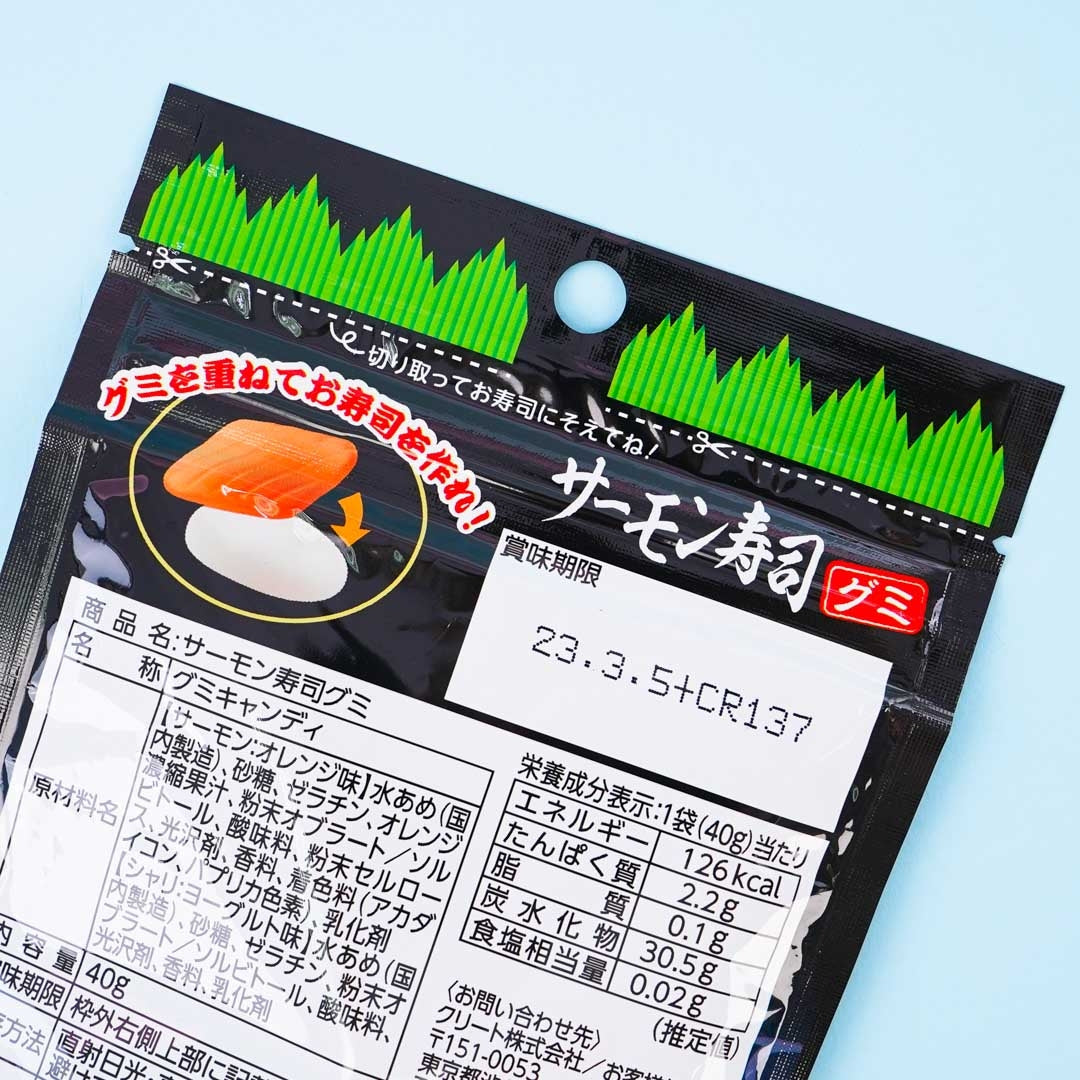 切り取ってお寿司にそえてね!
グミを重ねてお寿司を作れ!
サーモン寿司
グミ
賞味期限
23.3.5+CR137
商品名:サーモン寿司グミ
名称 グミキャンディ
原材料名
【サーモン:オレンジ味】水あめ(国
内製造)、砂糖、ゼラチン、オレンジ
濃縮果汁、粉末オブラート/ソル
ビトール、酸味料、粉末セルロー
ス、光沢剤、香料、着色料(アカダ
イコン、パプリカ色素)、乳化剤
【シャリ:ヨーグルト味】水あめ(国
内製造)、砂糖、ゼラチン、粉末オ
ブラート/ソルビトール、酸味料、
光沢剤、香料、乳化剤
内容量 40g
味期限 枠外右側上部に記載
方法 直射日光
栄養成分表示:1袋(40g)当たり
エネルギー 126kcal
たんぱく質 2.2g
脂質 0.1g
炭水化物 30.5g
食塩相当量 0.02g
(推定値)
〈お問い合わせ先〉
クリート株式会社/お客様
〒151-0053
東京都渋